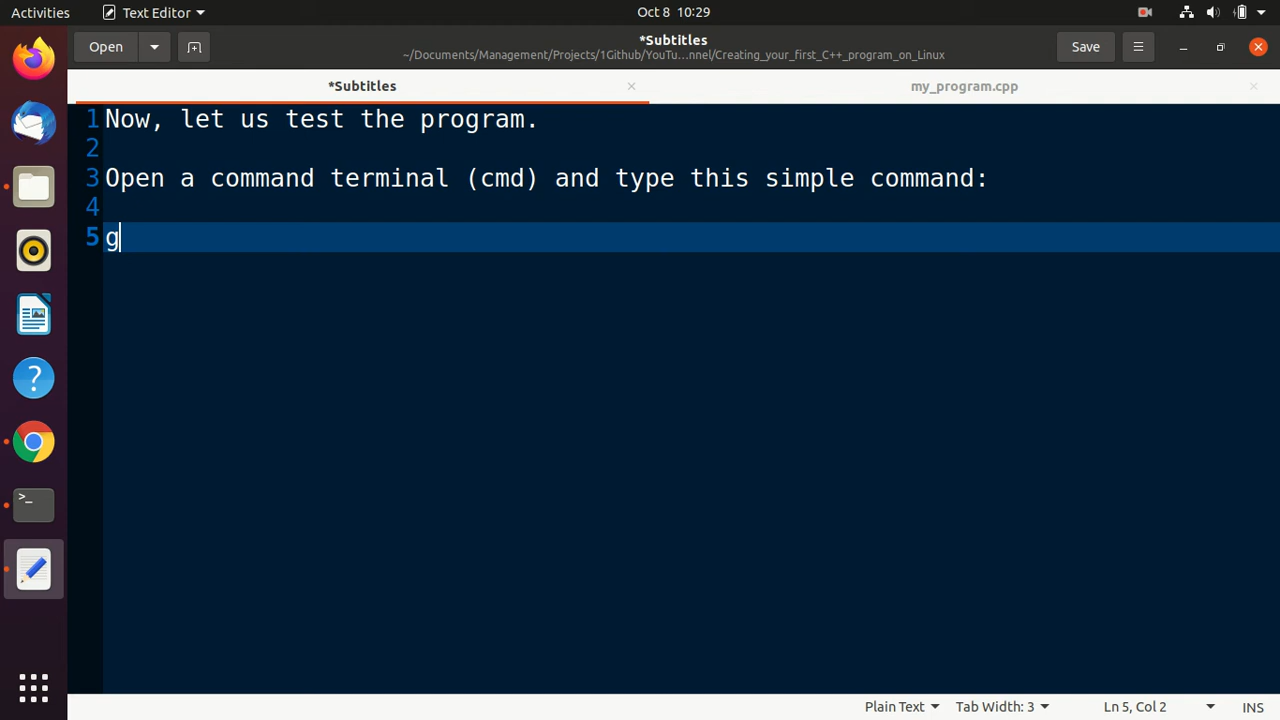 Activities
Text Editor
Oct 8 10:29
Open
*Subtitles
~/Documents/Management/Projects/1Github/YouTu...nnel/Creating_your_first_C++_program_on_Linux
Save
*Subtitles
my_program.cpp
1 Now, let us test the program.
2
3 Open a command terminal (cmd) and type this simple command:
4
5 g
Plain Text
Tab Width: 3
Ln 5, Col 2
INS